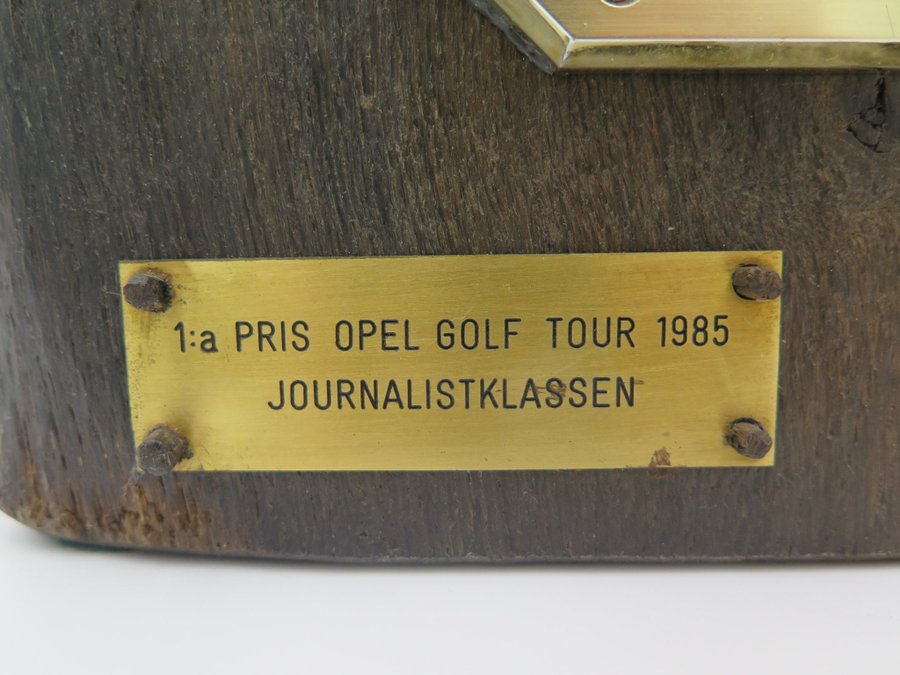 1:a PRIS OPEL GOLF TOUR 1985
JOURNALISTKLASSEN